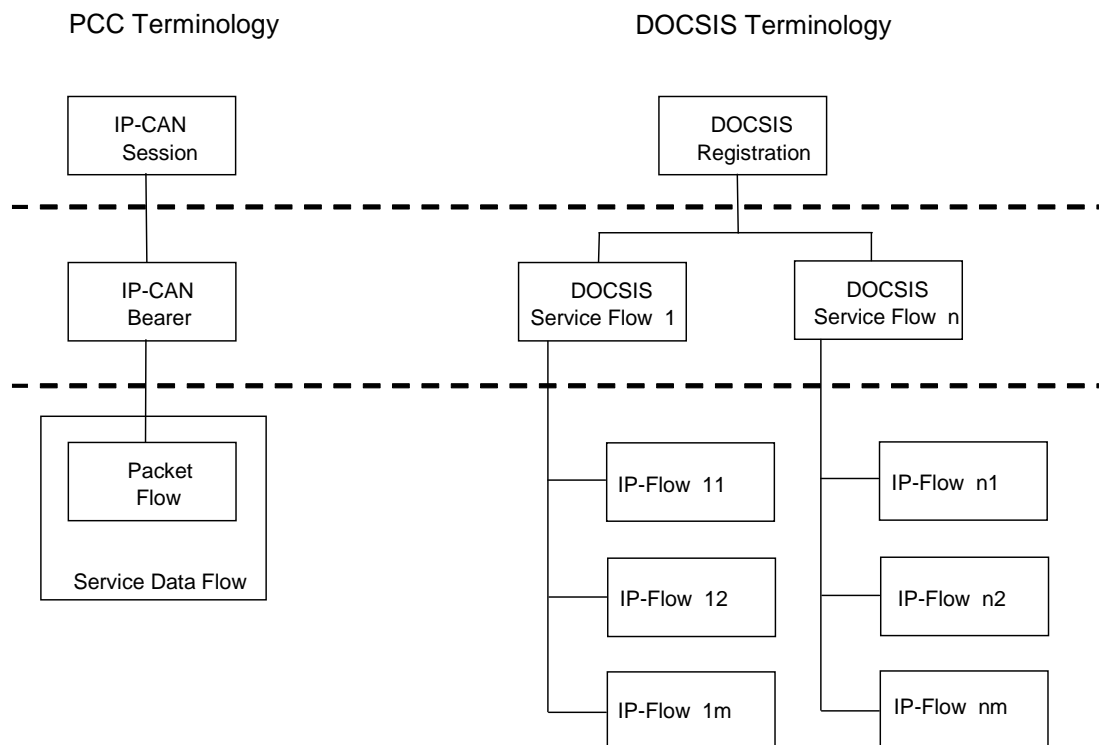 PCC Terminology
DOCSIS Terminology
IP-CAN
Session
DOCSIS
Registration
IP-CAN
Bearer
DOCSIS
Service Flow 1
DOCSIS
Service Flow n
Packet
Flow
Service Data Flow
IP-Flow 11
IP-Flow n1
IP-Flow 12
IP-Flow n2
IP-Flow 1m
IP-Flow nm